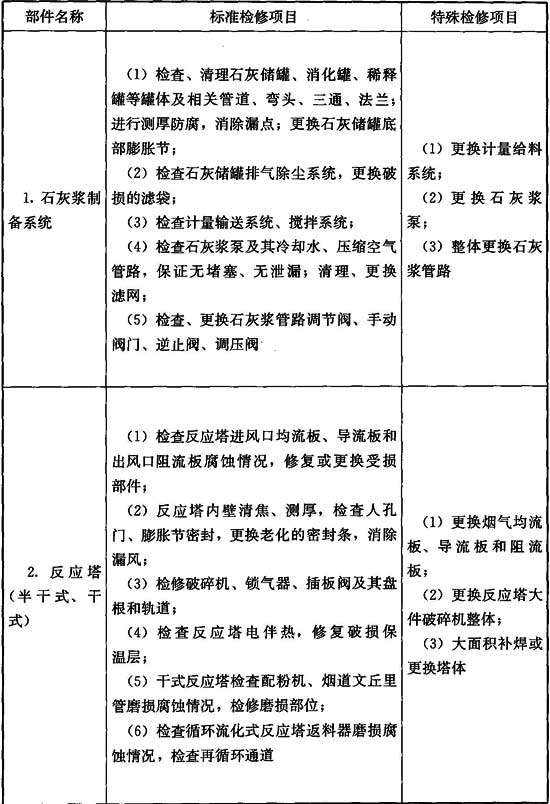 部件名称
标准检修项目
特殊检修项目
1. 石灰浆制
备系统
(1) 检查、清理石灰储罐、消化罐、稀释
罐等罐体及相关管道、弯头、三通、法兰;
进行测厚防腐，消除漏点；更换石灰储罐底
部膨胀节;
(2) 检查石灰储罐排气除尘系统，更换破
损的滤袋;
(3) 检查计量输送系统、搅拌系统;
(4) 检查石灰浆泵及其冷却水、压缩空气
管路，保证无堵塞、无泄漏；清理、更换
滤网;
(5) 检查、更换石灰浆管路调节阀、手动
阀门、逆止阀、调压阀
(1) 更换计量给料
系统;
(2) 更换石灰浆
泵;
(3) 整体更换石灰
浆管路
2. 反应塔
(半干式、干
式)
(1) 检查反应塔进风口均流板、导流板和
出风口阻流板腐蚀情况，修复或更换受损
部件;
(2) 反应塔内壁清焦、测厚，检查人孔
门、膨胀节密封，更换老化的密封条，消除
漏风;
(3) 检修破碎机、锁气器、插板阀及其盘
根和轨道;
(4) 检查反应塔电伴热，修复破损保
温层;
(5) 干式反应塔检查配粉机、烟道文丘里
管磨损腐蚀情况，检修磨损部位;
(6) 检查循环流化式反应塔返料器磨损腐
蚀情况，检查再循环通道
(1) 更换烟气均流
板、导流板和阻流
板;
(2) 更换反应塔大
件破碎机整体;
(3) 大面积补焊或
更换塔体